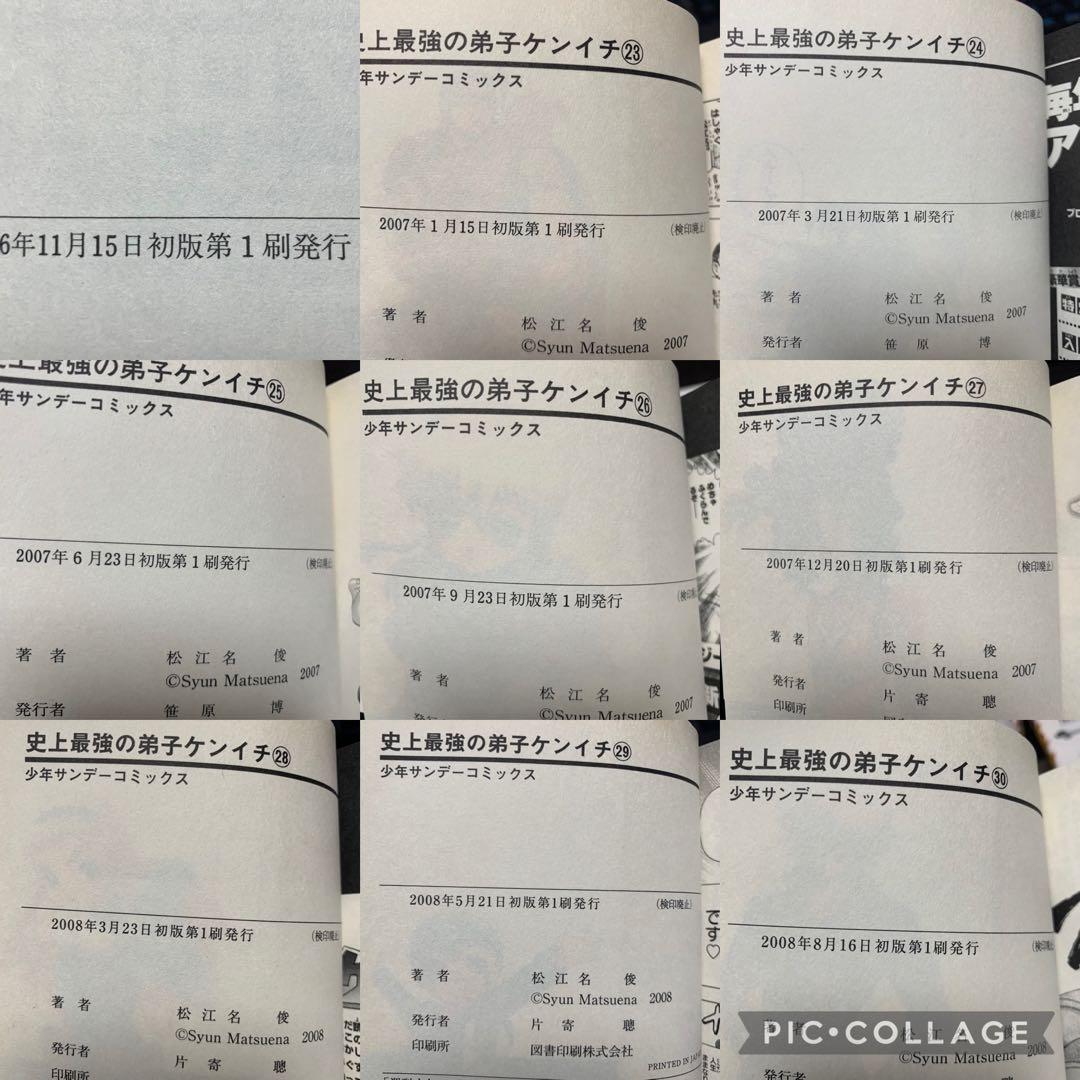 6年11月15日初版第1刷発行
史上最強の弟子ケンイチ㉓
少年サンデーコミックス
2007年1月15日初版第1刷発行
(検印廃止)
著者
松江名 俊
©Syun Matsuena 2007
史上最強の弟子ケンイチ㉔
少年サンデーコミックス
2007年3月21日初版第1刷発行
(検印廃止)
著者
松江名 俊
©Syun Matsuena 2007
発行者
笹原 博
史上最強の弟子ケンイチ㉕
年サンデーコミックス
2007年6月23日初版第1刷発行
(検印廃止)
著者
松江名 俊
©Syun Matsuena 2007
発行者
笹原 博
史上最強の弟子ケンイチ㉖
少年サンデーコミックス
2007年9月23日初版第1刷発行
(検印廃
著者
松江名 俊
©Syun Matsuena 2007
発行者
史上最強の弟子ケンイチ㉗
少年サンデーコミックス
2007年12月20日初版第1刷発行
(検印廃止)
著者
松江名 俊
©Syun Matsuena 2007
発行者
片寄 聰
印刷所
史上最強の弟子ケンイチ㉘
少年サンデーコミックス
2008年3月23日初版第1刷発行
(検印廃止)
著者
松江名 俊
©Syun Matsuena 2008
発行者
片寄 聰
印刷所
史上最強の弟子ケンイチ㉙
少年サンデーコミックス
2008年5月21日初版第1刷発行
(検印廃止)
著者
松江名 俊
©Syun Matsuena 2008
発行者
片寄 聰
印刷所
図書印刷株式会社
PRINTED IN JAPA
史上最強の弟子ケンイチ㉚
少年サンデーコミックス
2008年8月16日初版第1刷発行
(検印
です♡
著者
松江名 俊
©Syun Matsuena 2008
PIC•COLLAGE